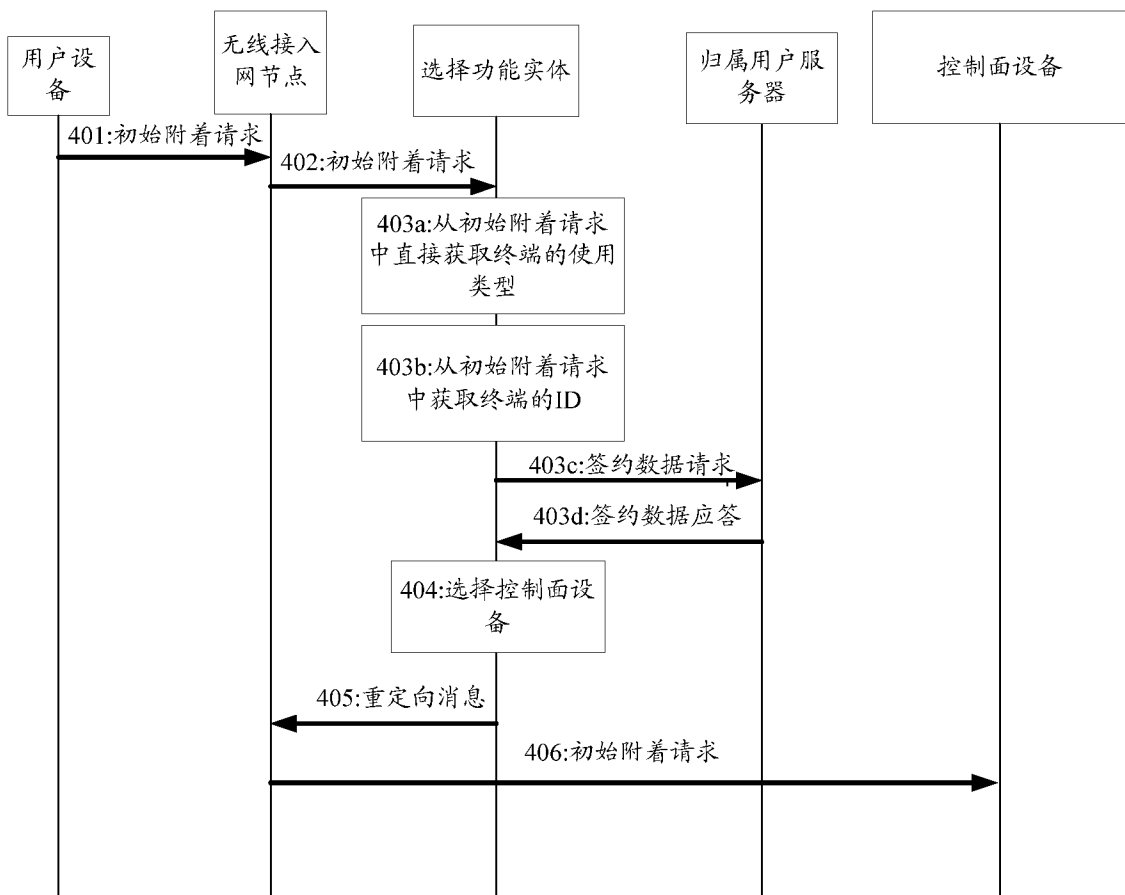 用户设
备
无线接入
网节点
选择功能实体
归属用户服
务器
控制面设备
401:初始附着请求
402:初始附着请求
403a:从初始附着请求
中直接获取终端的使用
类型
403b:从初始附着请求
中获取终端的ID
403c:签约数据请求
403d:签约数据应答
404:选择控制面设
备
405:重定向消息
406:初始附着请求